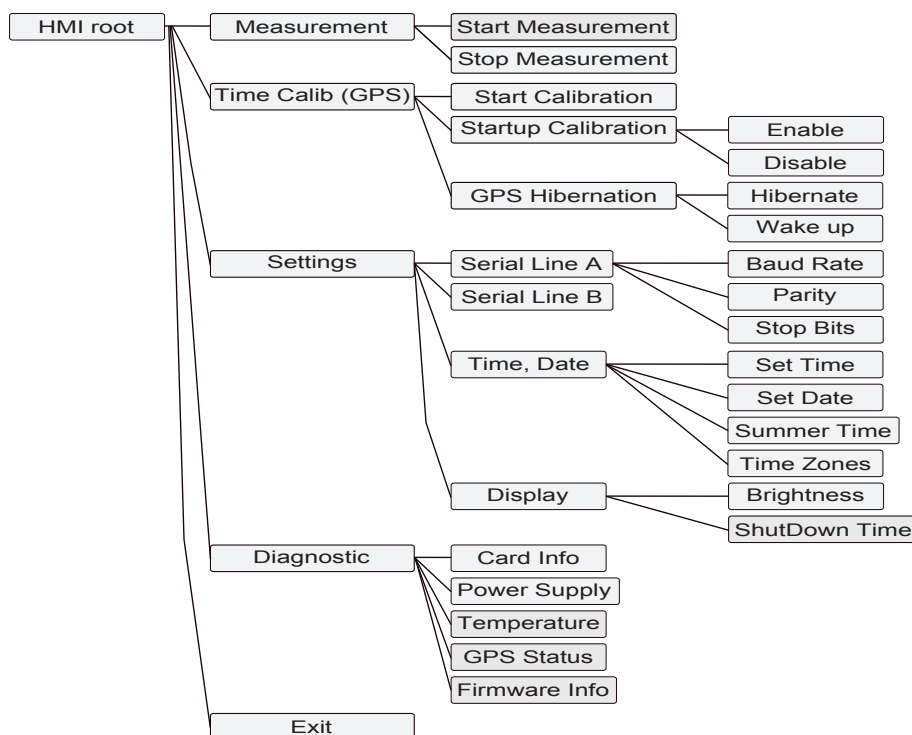 HMI root
Measurement
Start Measurement
Stop Measurement
Time Calib (GPS)
Start Calibration
Startup Calibration
Enable
Disable
GPS Hibernation
Hibernate
Wake up
Settings
Serial Line A
Baud Rate
Serial Line B
Parity
Stop Bits
Time, Date
Set Time
Set Date
Summer Time
Time Zones
Display
Brightness
ShutDown Time
Diagnostic
Card Info
Power Supply
Temperature
GPS Status
Firmware Info
Exit